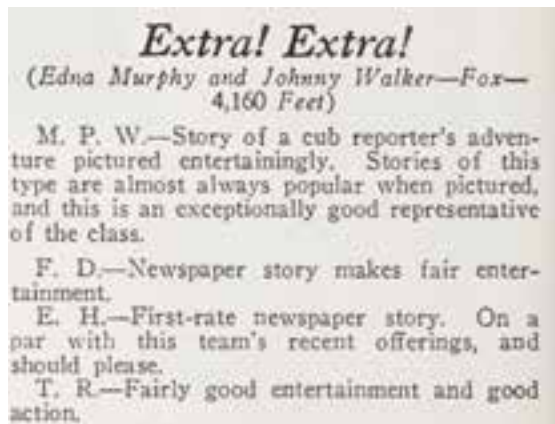 Extra! Extra!
(Edna Murphy and Johnny Walker—Fox—
4,160 Feet)
M. P. W.—Story of a cub reporter's adven-
ture pictured entertainingly. Stories of this
type are almost always popular when pictured,
and this is an exceptionally good representative
of the class.
F. D.—Newspaper story makes fair enter-
tainment.
E. H.—First-rate newspaper story. On a
par with this team's recent offerings, and
should please.
T. R.—Fairly good entertainment and good
action.